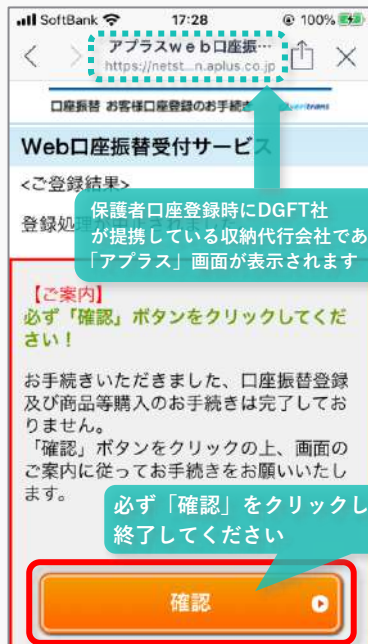 SoftBank 17:28 100%
アプラスweb口座振…
https://netst…n.aplus.co.jp
口座振替 お客様口座登録のお手続き
Web口座振替受付サービス
<ご登録結果>
登録処
保護者口座登録時にDGFT社
が提携している収納代行会社であ
「アプラス」画面が表示されます
【ご案内】
必ず「確認」ボタンをクリックしてくだ
さい！
お手続きいただきました、口座振替登録
及び商品等購入のお手続きは完了してお
りません。
「確認」ボタンをクリックの上、画面の
ご案内に従ってお手続きをお願いいたし
ます。
必ず「確認」をクリックし
終了してください
確認